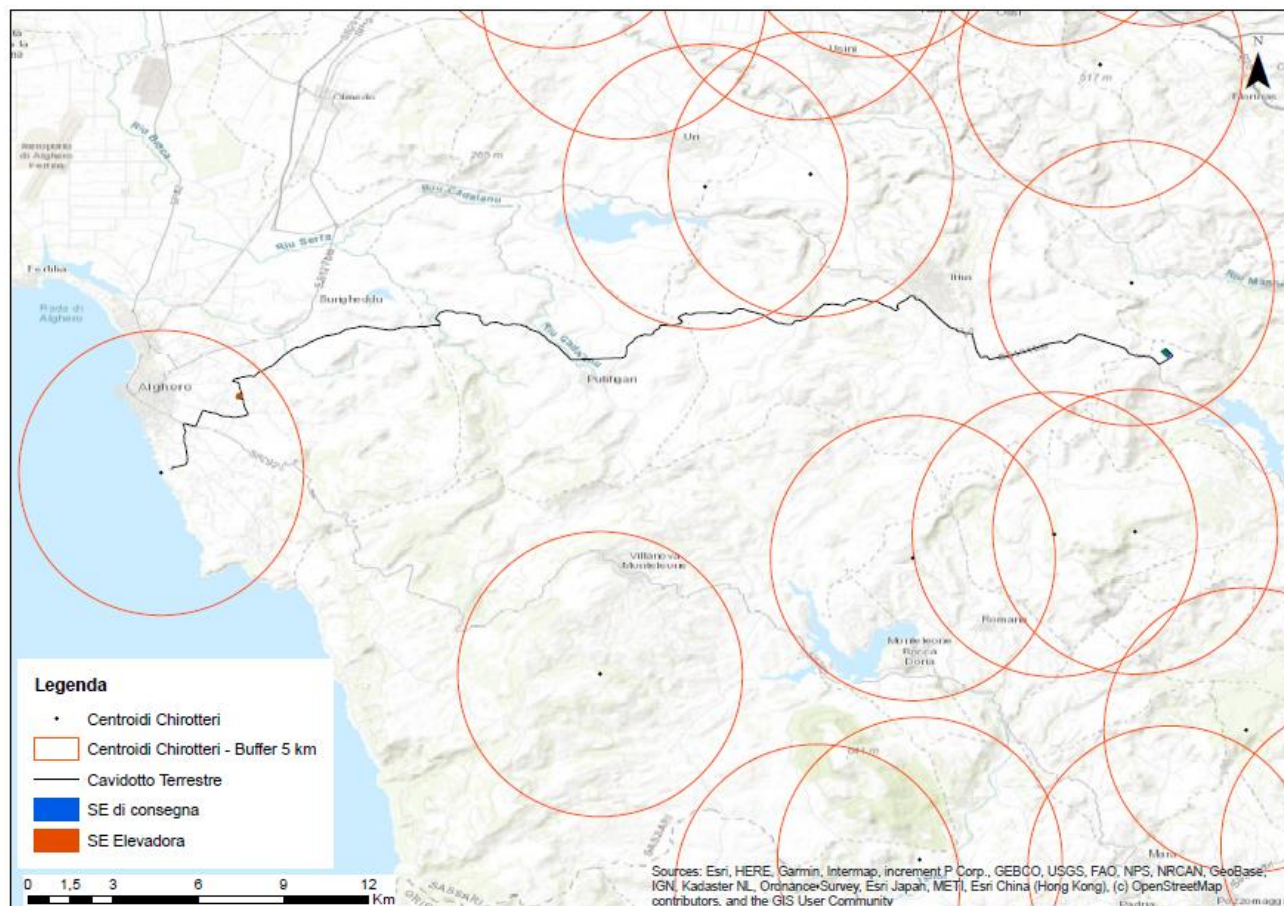 Usini
N
517 m
Olmedo
Riu Barca
Aeroporto
di Alghero
Fertilia
Uri
265 m
Riu Serra
Ittiri
Fertilia
Rada di
Alghero
Surigheddu
Putifigari
Alghero
Villanova
Monteleone
Romana
Monteleone
Rocca
Doria
Legenda
Centroidi Chirotteri
Centroidi Chirotteri - Buffer 5 km
Cavidotto Terrestre
SE di consegna
SE Elevadora
Mara
0 1,5 3 6 9 12
Km
SASSARI
Padria
Sources: Esri, HERE, Garmin, Intermap, increment P Corp., GEBCO, USGS, FAO, NPS, NRCAN, GeoBase,
IGN, Kadaster NL, Ordnance Survey, Esri Japan, METI, Esri China (Hong Kong), (c) OpenStreetMap
contributors, and the GIS User Community